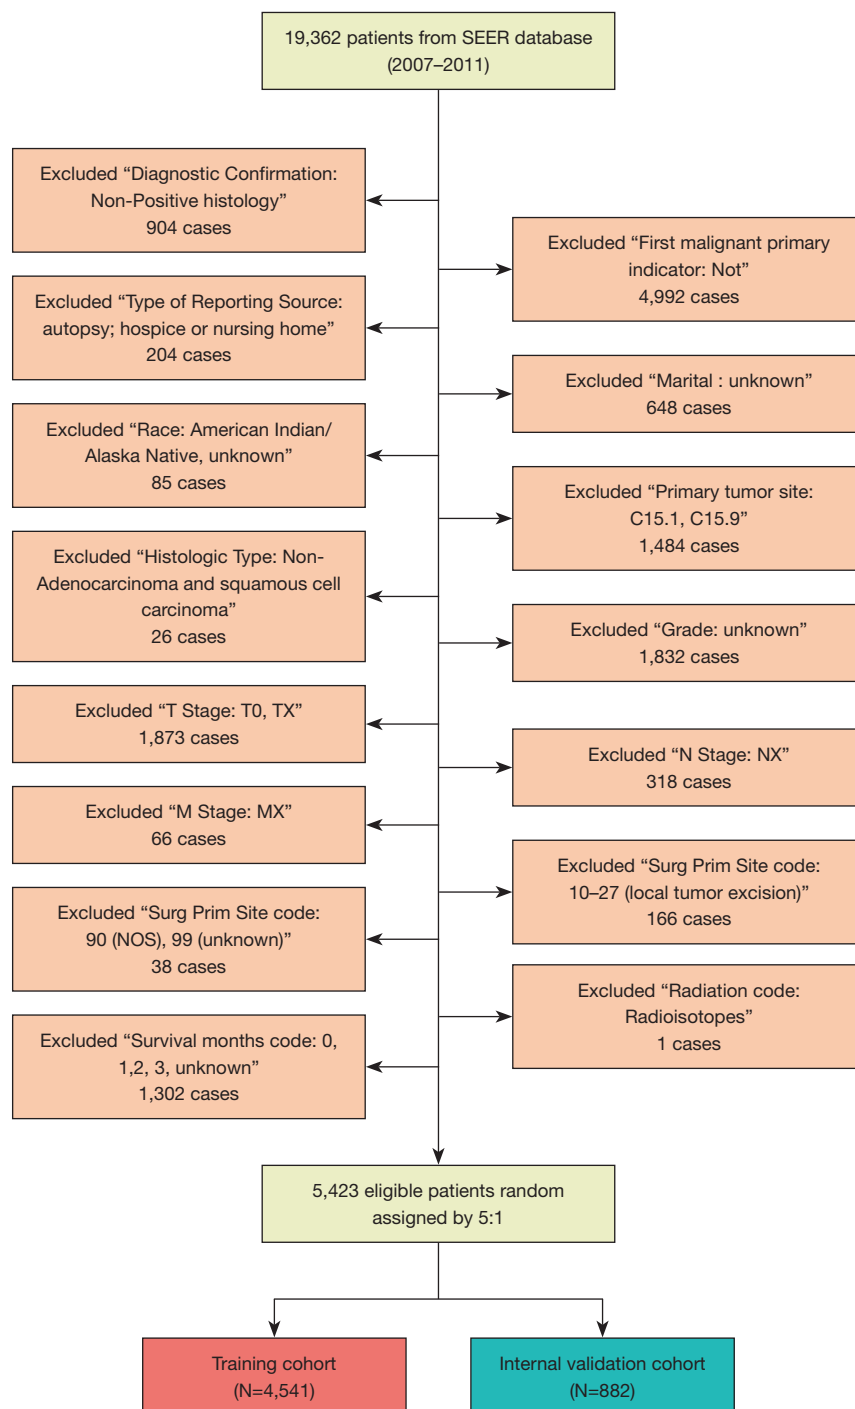 19,362 patients from SEER database
(2007–2011)
Excluded “Diagnostic Confirmation:
Non-Positive histology”
904 cases
Excluded “First malignant primary
indicator: Not”
4,992 cases
Excluded “Type of Reporting Source:
autopsy; hospice or nursing home”
204 cases
Excluded “Marital : unknown”
648 cases
Excluded “Race: American Indian/
Alaska Native, unknown”
85 cases
Excluded “Primary tumor site:
C15.1, C15.9”
1,484 cases
Excluded “Histologic Type: Non-
Adenocarcinoma and squamous cell
carcinoma”
26 cases
Excluded “Grade: unknown”
1,832 cases
Excluded “T Stage: T0, TX”
1,873 cases
Excluded “N Stage: NX”
318 cases
Excluded “M Stage: MX”
66 cases
Excluded “Surg Prim Site code:
10–27 (local tumor excision)”
166 cases
Excluded “Surg Prim Site code:
90 (NOS), 99 (unknown)”
38 cases
Excluded “Radiation code:
Radioisotopes”
1 cases
Excluded “Survival months code: 0,
1,2, 3, unknown”
1,302 cases
5,423 eligible patients random
assigned by 5:1
Training cohort
(N=4,541)
Internal validation cohort
(N=882)